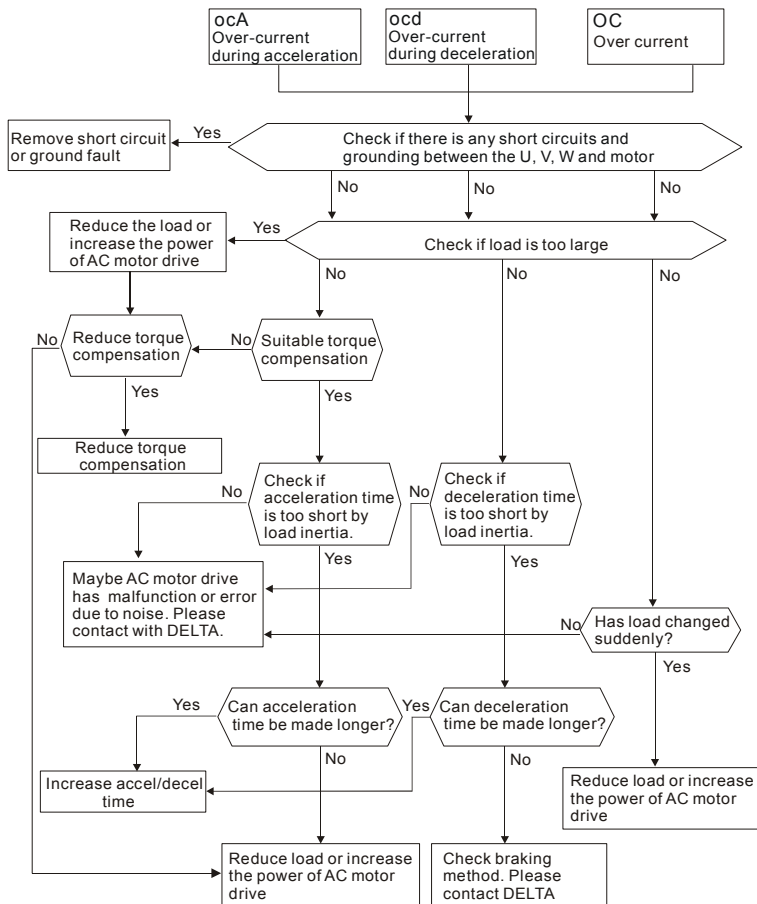 ocA
Over-current
during acceleration
ocd
Over-current
during deceleration
OC
Over current
Remove short circuit
or ground fault
Yes
Check if there is any short circuits and
grounding between the U, V, W and motor
No
No
No
Reduce the load or
increase the power
of AC motor drive
Yes
Check if load is too large
No
No
No
No
Reduce torque
compensation
No
Suitable torque
compensation
Yes
Yes
Reduce torque
compensation
No
Check if
acceleration time
is too short by
load inertia.
No
Check if
deceleration time
is too short by
load inertia.
Yes
Yes
Maybe AC motor drive
has malfunction or error
due to noise. Please
contact with DELTA.
No
Has load changed
suddenly?
Yes
Yes
Can acceleration
time be made longer?
Yes
Can deceleration
time be made longer?
No
No
Increase accel/decel
time
Reduce load or increase
the power of AC motor
drive
Reduce load or increase
the power of AC motor
drive
Check braking
method. Please
contact DELTA